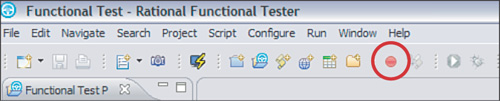 Functional Test - Rational Functional Tester
File Edit Navigate Search Project Script Configure Run Window Help
Functional Test P